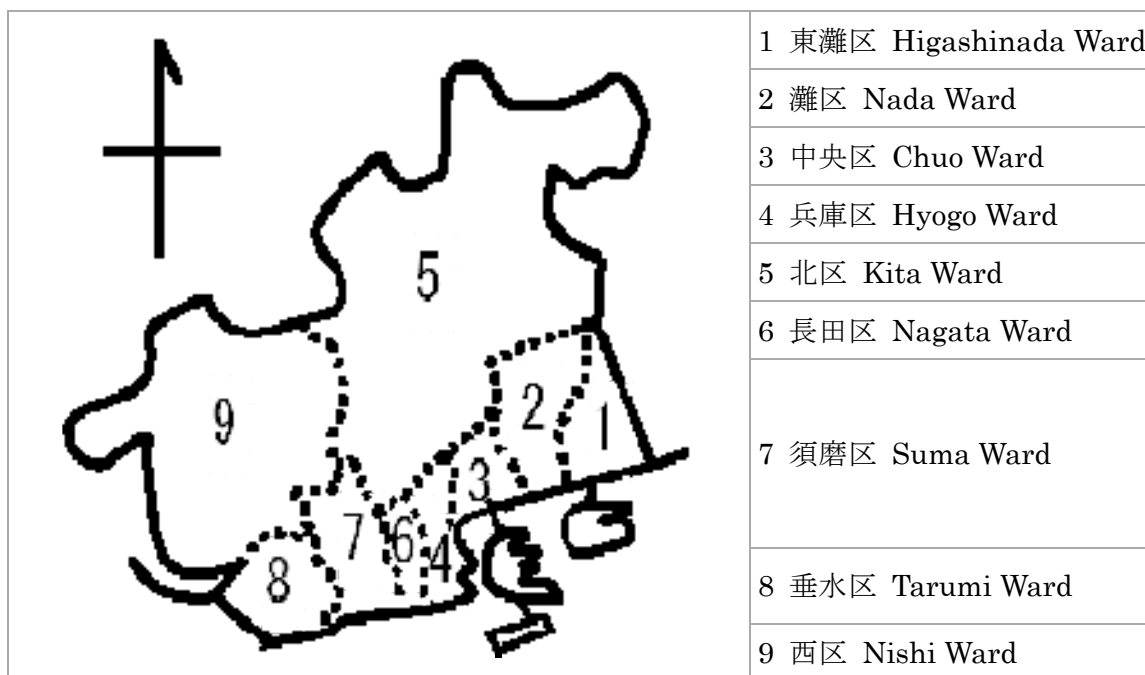 5
9
2
1
3
7
6
4
8
1 東灘区 Higashinada Ward
2 灘区 Nada Ward
3 中央区 Chuo Ward
4 兵庫区 Hyogo Ward
5 北区 Kita Ward
6 長田区 Nagata Ward
7 須磨区 Suma Ward
8 垂水区 Tarumi Ward
9 西区 Nishi Ward